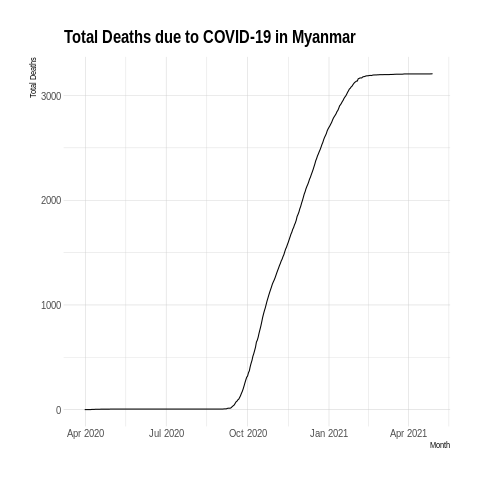 Total Deaths due to COVID-19 in Myanmar
Total Deaths
3000
2000
1000
0
Apr 2020 Jul 2020 Oct 2020 Jan 2021 Apr 2021
Month